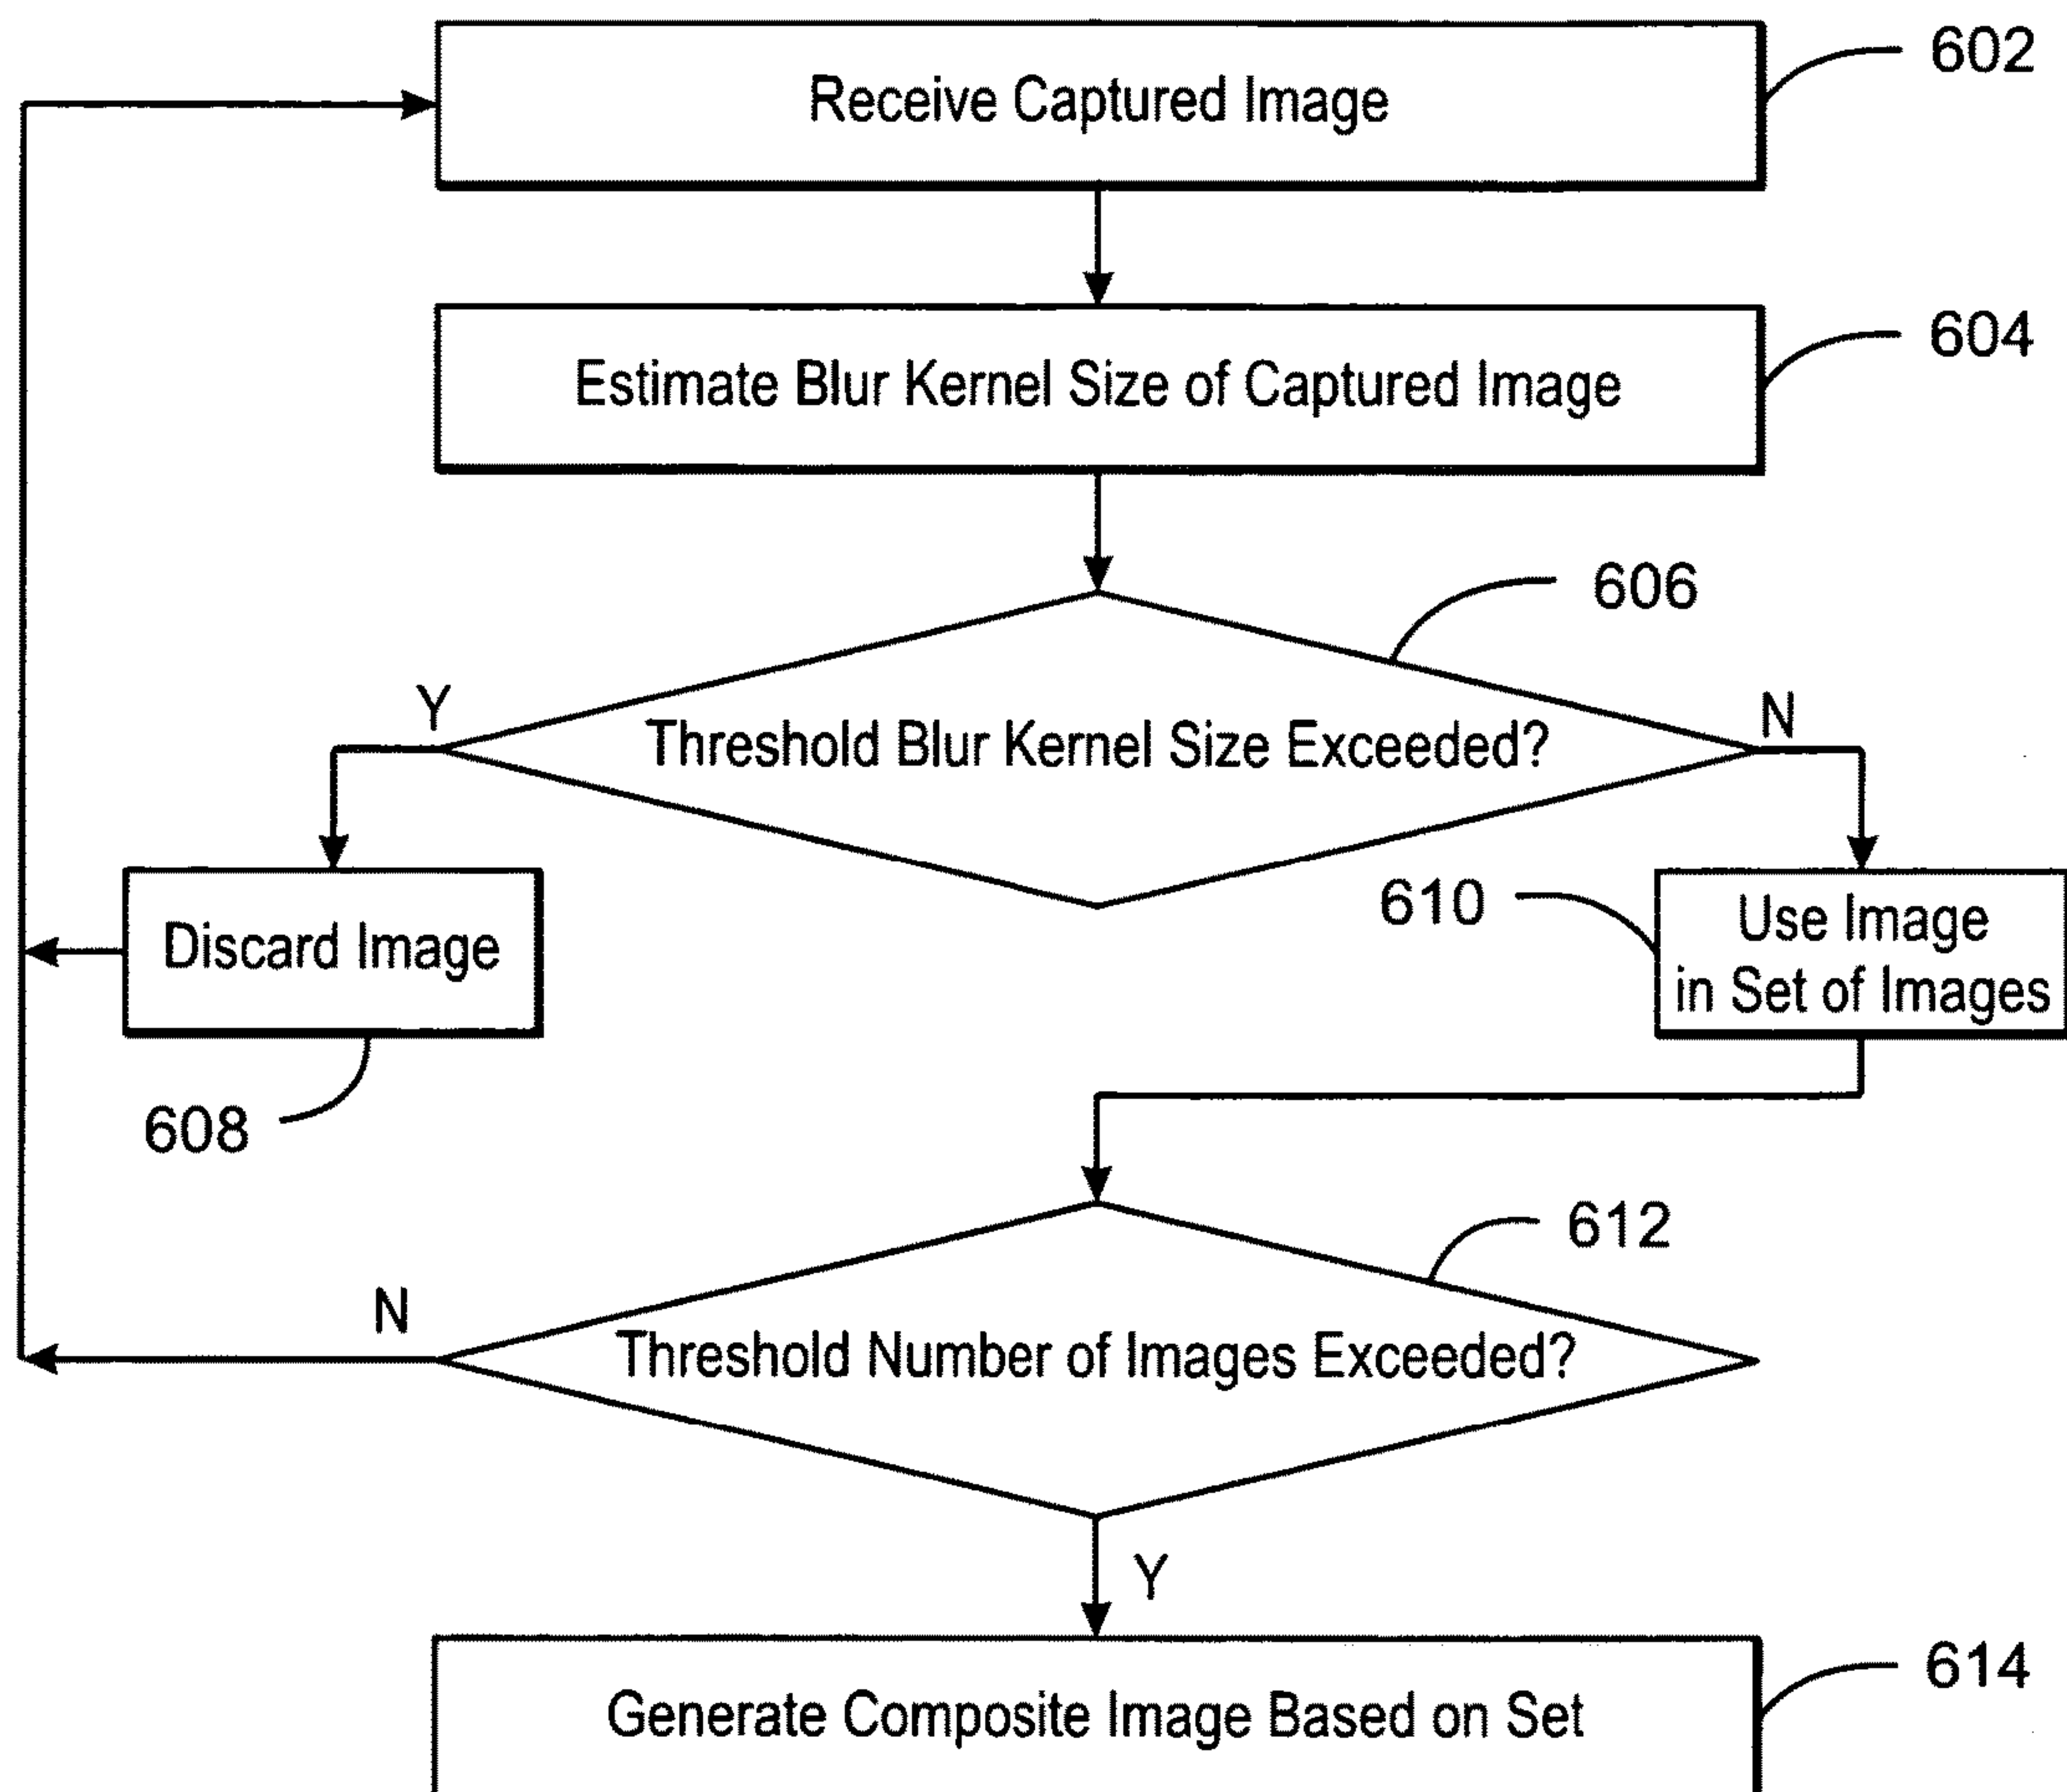 Receive Captured Image
602
Estimate Blur Kernel Size of Captured Image
604
606
Y
Threshold Blur Kernel Size Exceeded?
N
Discard Image
608
610
Use Image
in Set of Images
612
N
Threshold Number of Images Exceeded?
Y
Generate Composite Image Based on Set
614